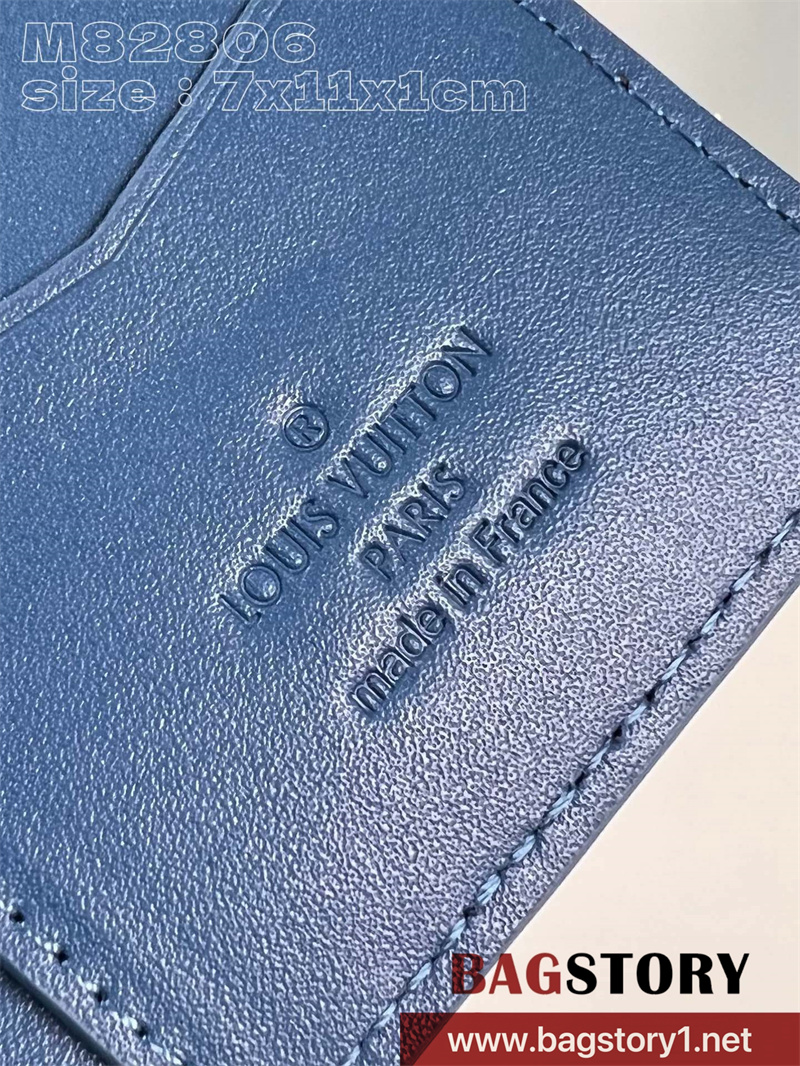 M82806
size : 7x11x1cm
®
LOUIS VUITTON
PARIS
made in France
BAGSTORY
www.bagstory1.net